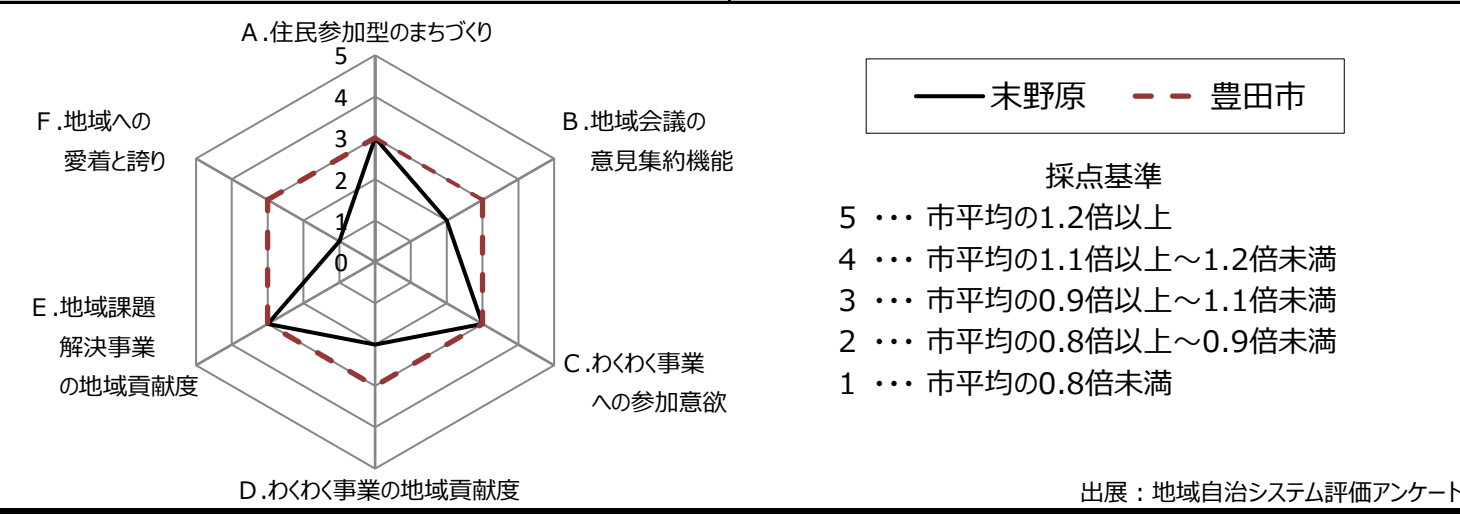 A.住民参加型のまちづくり
5
4
3
2
1
0
B.地域会議の
意見集約機能
C.わくわく事業
への参加意欲
D.わくわく事業の地域貢献度
E.地域課題
解決事業
の地域貢献度
F.地域への
愛着と誇り
末野原 豊田市
採点基準
5 ・・・ 市平均の1.2倍以上
4 ・・・ 市平均の1.1倍以上～1.2倍未満
3 ・・・ 市平均の0.9倍以上～1.1倍未満
2 ・・・ 市平均の0.8倍以上～0.9倍未満
1 ・・・ 市平均の0.8倍未満
出展：地域自治システム評価アンケート